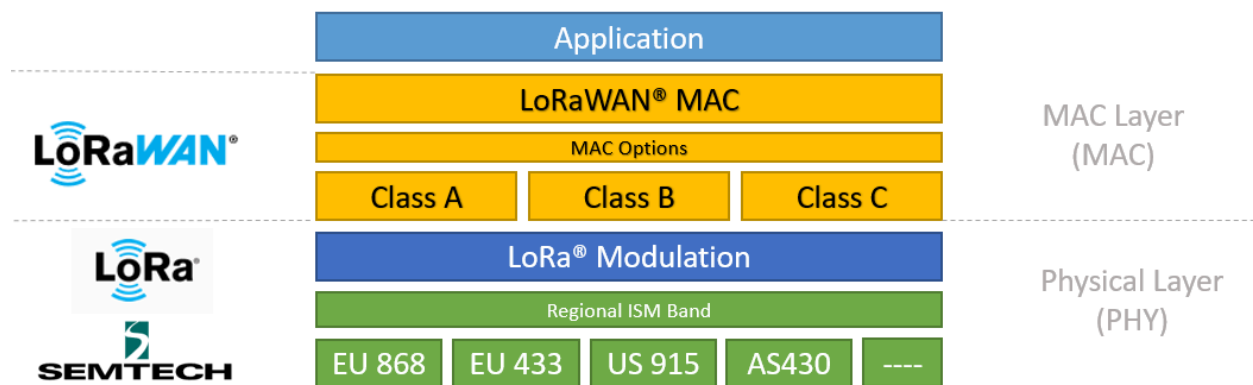 Application
LoRaWAN® MAC
LoRaWAN®
MAC Options
MAC Layer
(MAC)
Class A Class B Class C
LoRa®
LoRa® Modulation
Regional ISM Band
Physical Layer
(PHY)
SEMTECH
EU 868 EU 433 US 915 AS430 ----